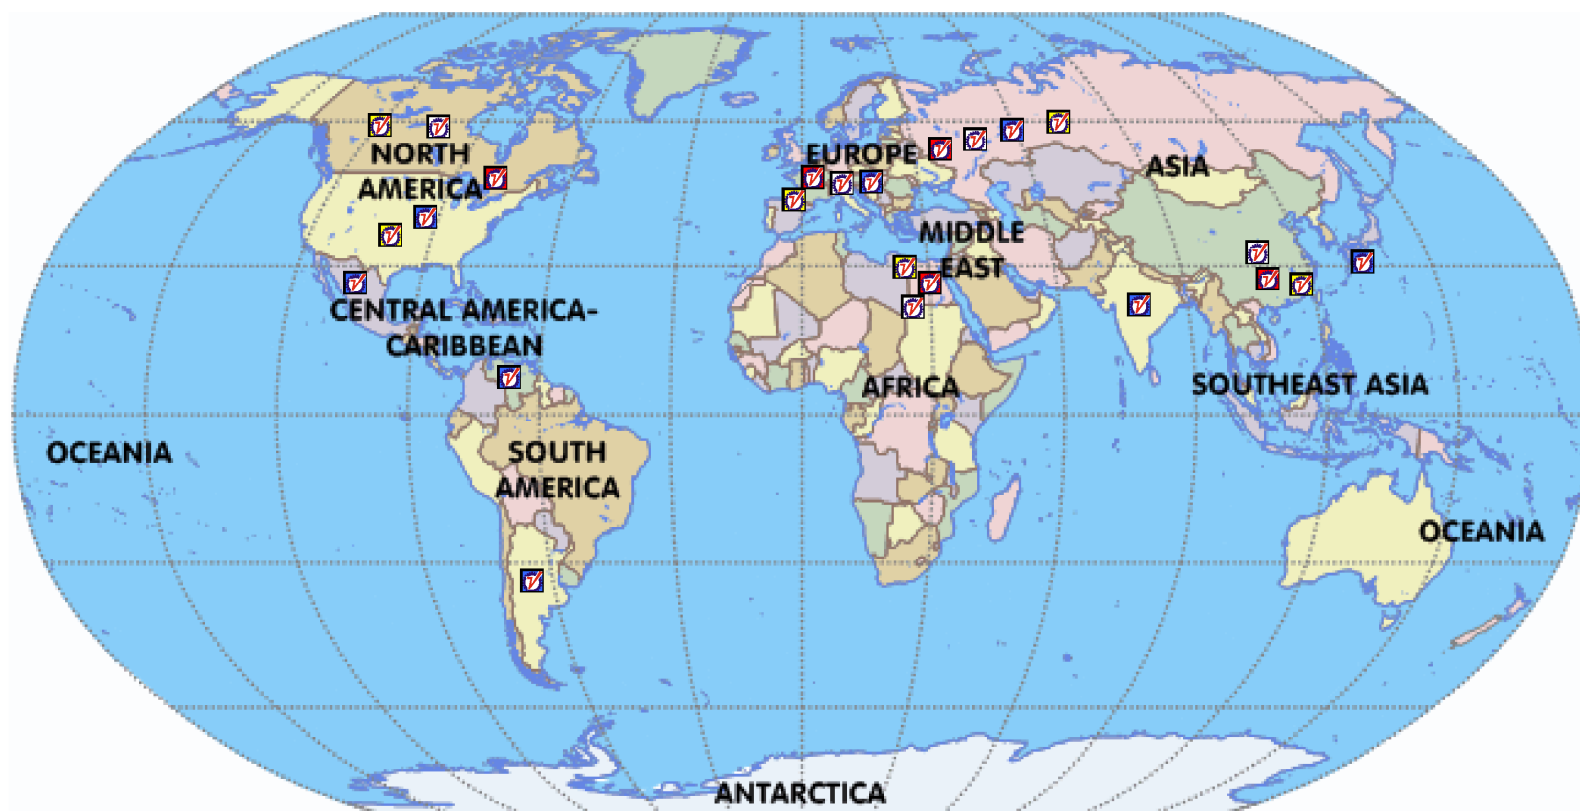 NORTH
AMERICA
EUROPE
ASIA
MIDDLE
EAST
CENTRAL AMERICA-
CARIBBEAN
AFRICA
SOUTHEAST ASIA
OCEANIA
SOUTH
AMERICA
OCEANIA
ANTARCTICA